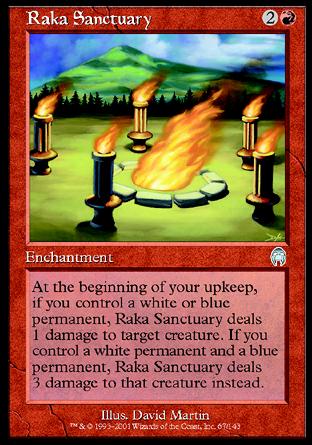 Raka Sanctuary 2
Enchantment
At the beginning of your upkeep,
if you control a white or blue
permanent, Raka Sanctuary deals
1 damage to target creature. If you
control a white permanent and a blue
permanent, Raka Sanctuary deals
3 damage to that creature instead.
Illus. David Martin
™ & © 1993–2001 Wizards of the Coast, Inc. 67/143